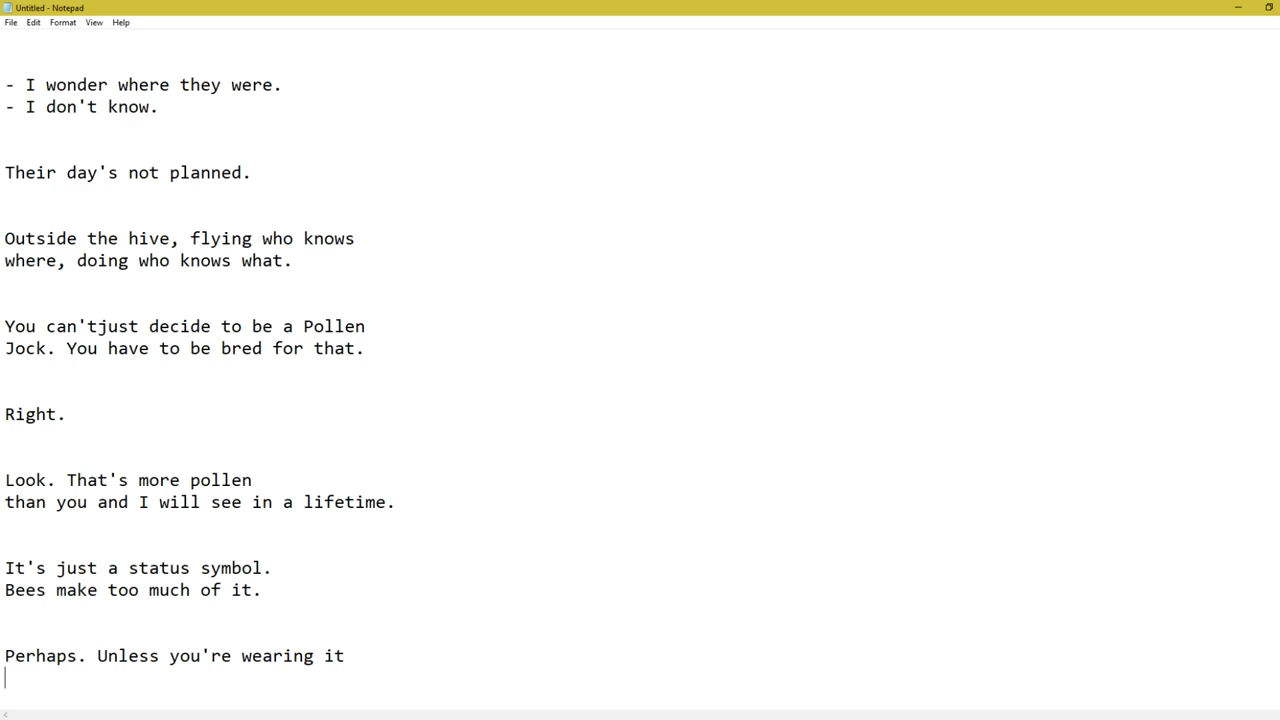 Untitled - Notepad
File Edit Format View Help
- I wonder where they were.
- I don't know.
Their day's not planned.
Outside the hive, flying who knows
where, doing who knows what.
You can'tjust decide to be a Pollen
Jock. You have to be bred for that.
Right.
Look. That's more pollen
than you and I will see in a lifetime.
It's just a status symbol.
Bees make too much of it.
Perhaps. Unless you're wearing it